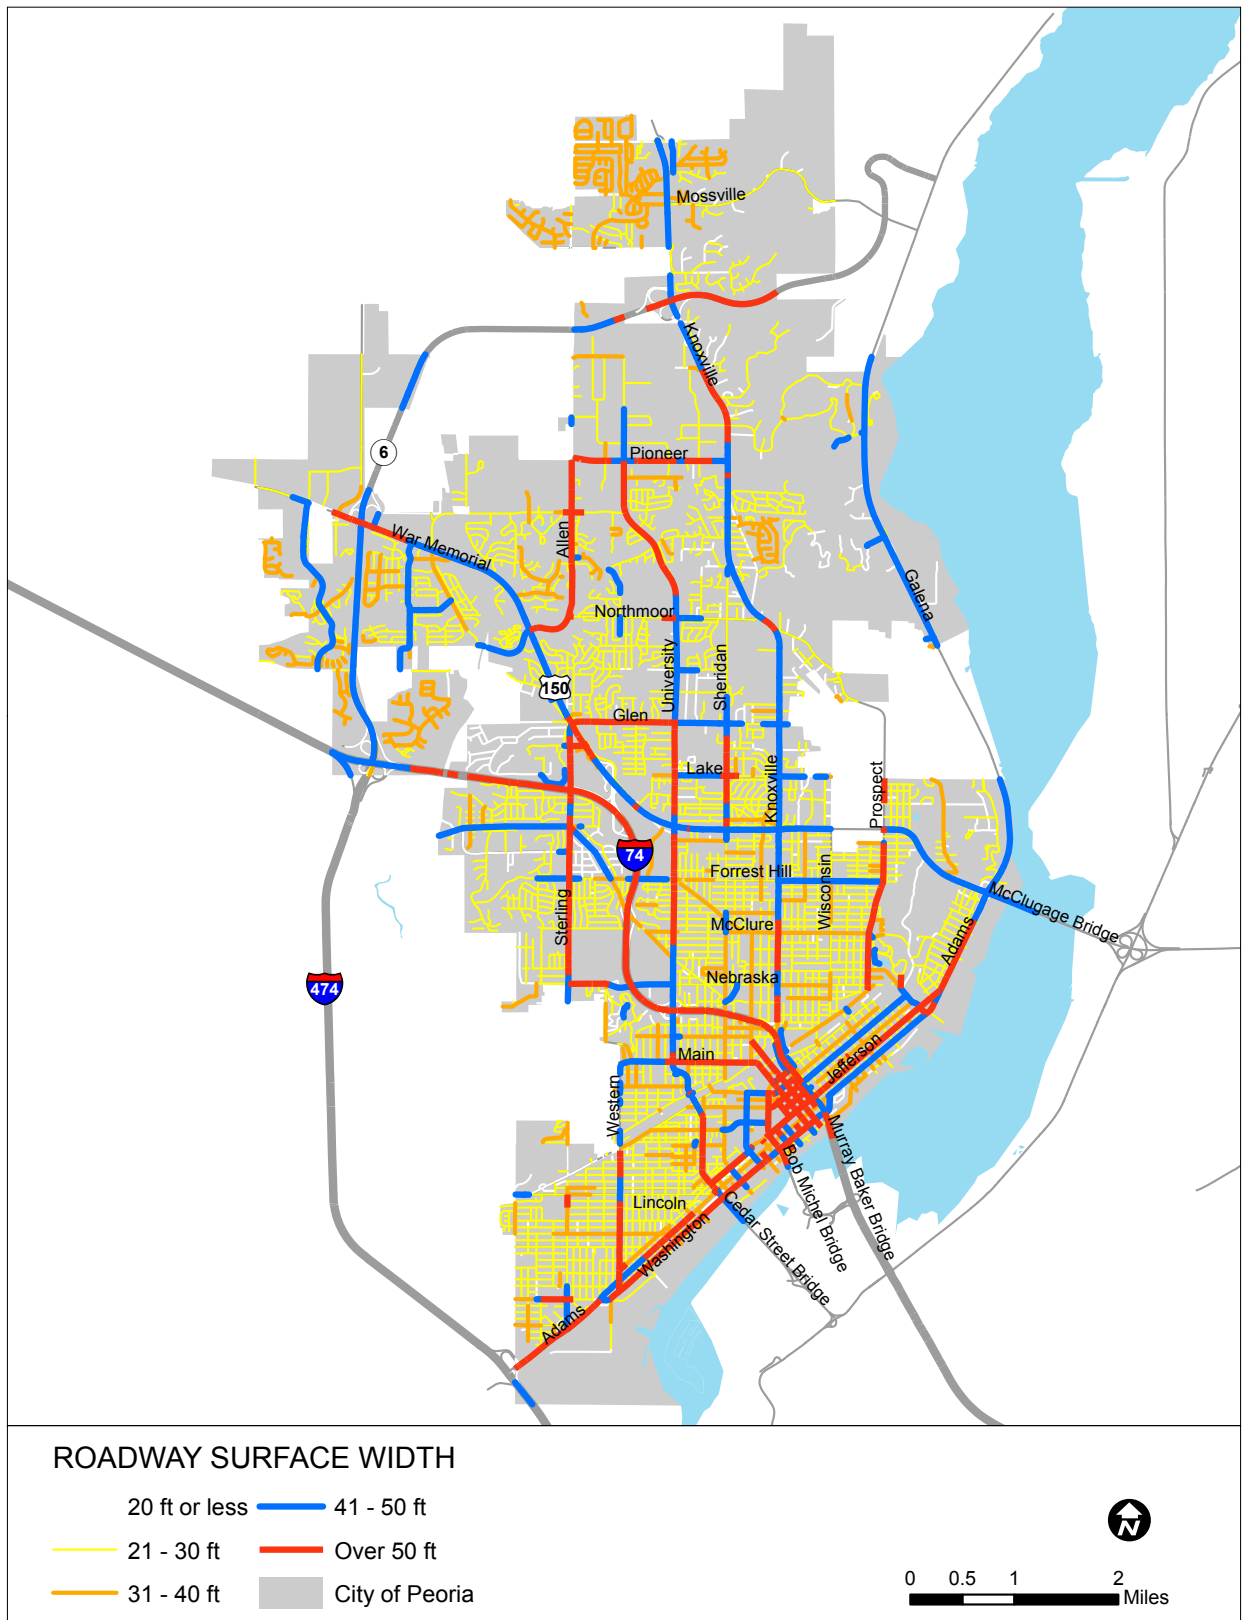 Mossville
Knoxville
6
Pioneer
War Memorial
Allen
Galena
Northmoor
University
Sheridan
150
Glen
Lake
Knoxville
Prospect
74
Forrest Hill
Wisconsin
McClugage Bridge
Sterling
McClure
Adams
Nebraska
474
Main
Jefferson
Western
Murray Baker Bridge
Bob Michel Bridge
Lincoln
Cedar Street Bridge
Washington
Adams
ROADWAY SURFACE WIDTH
20 ft or less
41 - 50 ft
21 - 30 ft
Over 50 ft
31 - 40 ft
City of Peoria
N
0 0.5 1 2
Miles